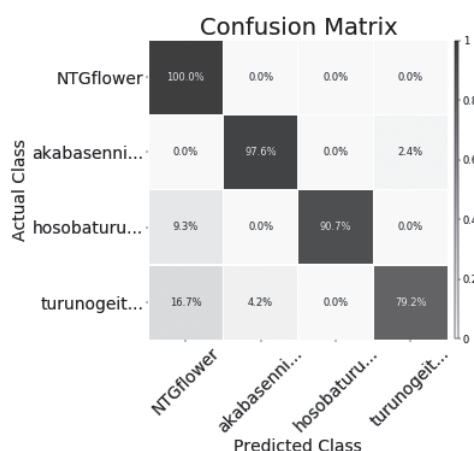 Confusion Matrix
Actual Class
NTGflower 100.0% 0.0% 0.0% 0.0%
akabasenni... 0.0% 97.6% 0.0% 2.4%
hosobaturu... 9.3% 0.0% 90.7% 0.0%
turunogeit... 16.7% 4.2% 0.0% 79.2%
NTGflower akabasenni... hosobaturu... turunogeit...
Predicted Class
1
0.8
0.6
0.4
0.2
0